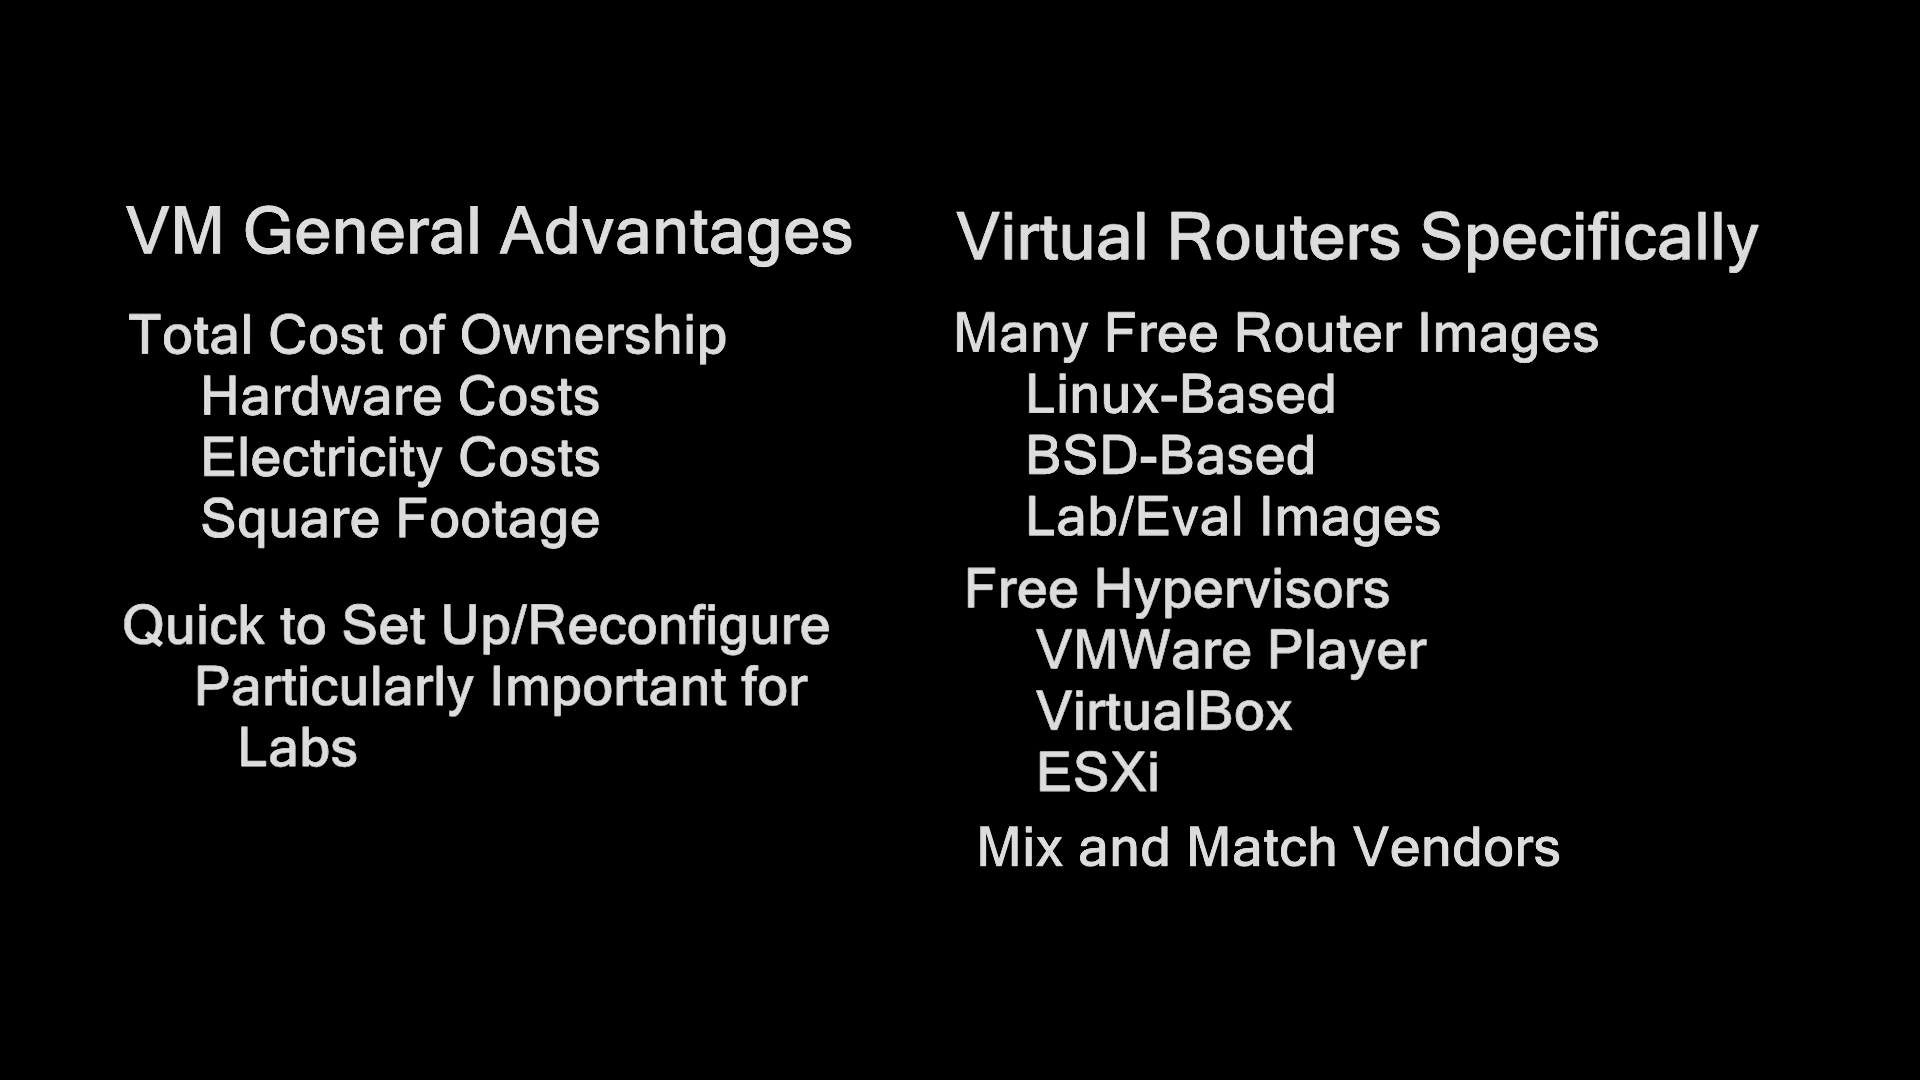 VM General Advantages
Total Cost of Ownership
Hardware Costs
Electricity Costs
Square Footage
Quick to Set Up/Reconfigure
Particularly Important for
Labs
Virtual Routers Specifically
Many Free Router Images
Linux-Based
BSD-Based
Lab/Eval Images
Free Hypervisors
VMWare Player
VirtualBox
ESXi
Mix and Match Vendors